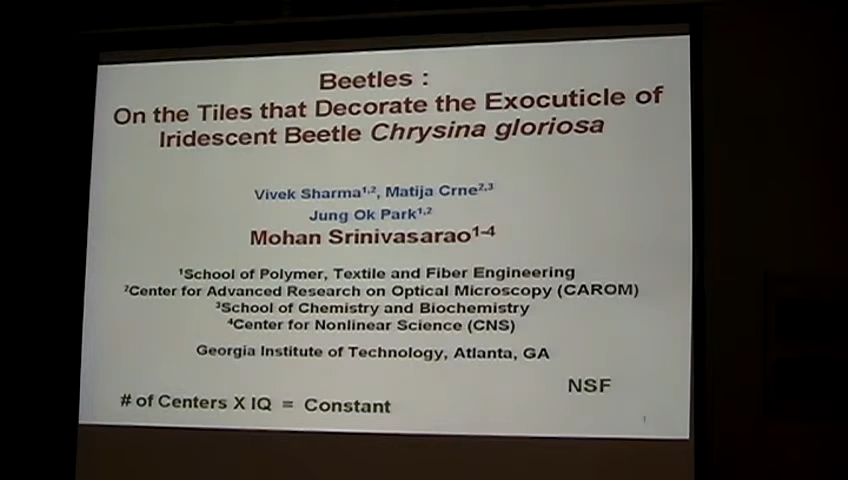 Beetles :
On the Tiles that Decorate the Exocuticle of
Iridescent Beetle Chrysina gloriosa
Vivek Sharma1,2, Matija Crne2,3
Jung Ok Park1,2
Mohan Srinivasarao1-4
1School of Polymer, Textile and Fiber Engineering
2Center for Advanced Research on Optical Microscopy (CAROM)
3School of Chemistry and Biochemistry
4Center for Nonlinear Science (CNS)
Georgia Institute of Technology, Atlanta, GA
NSF
# of Centers X IQ = Constant
1